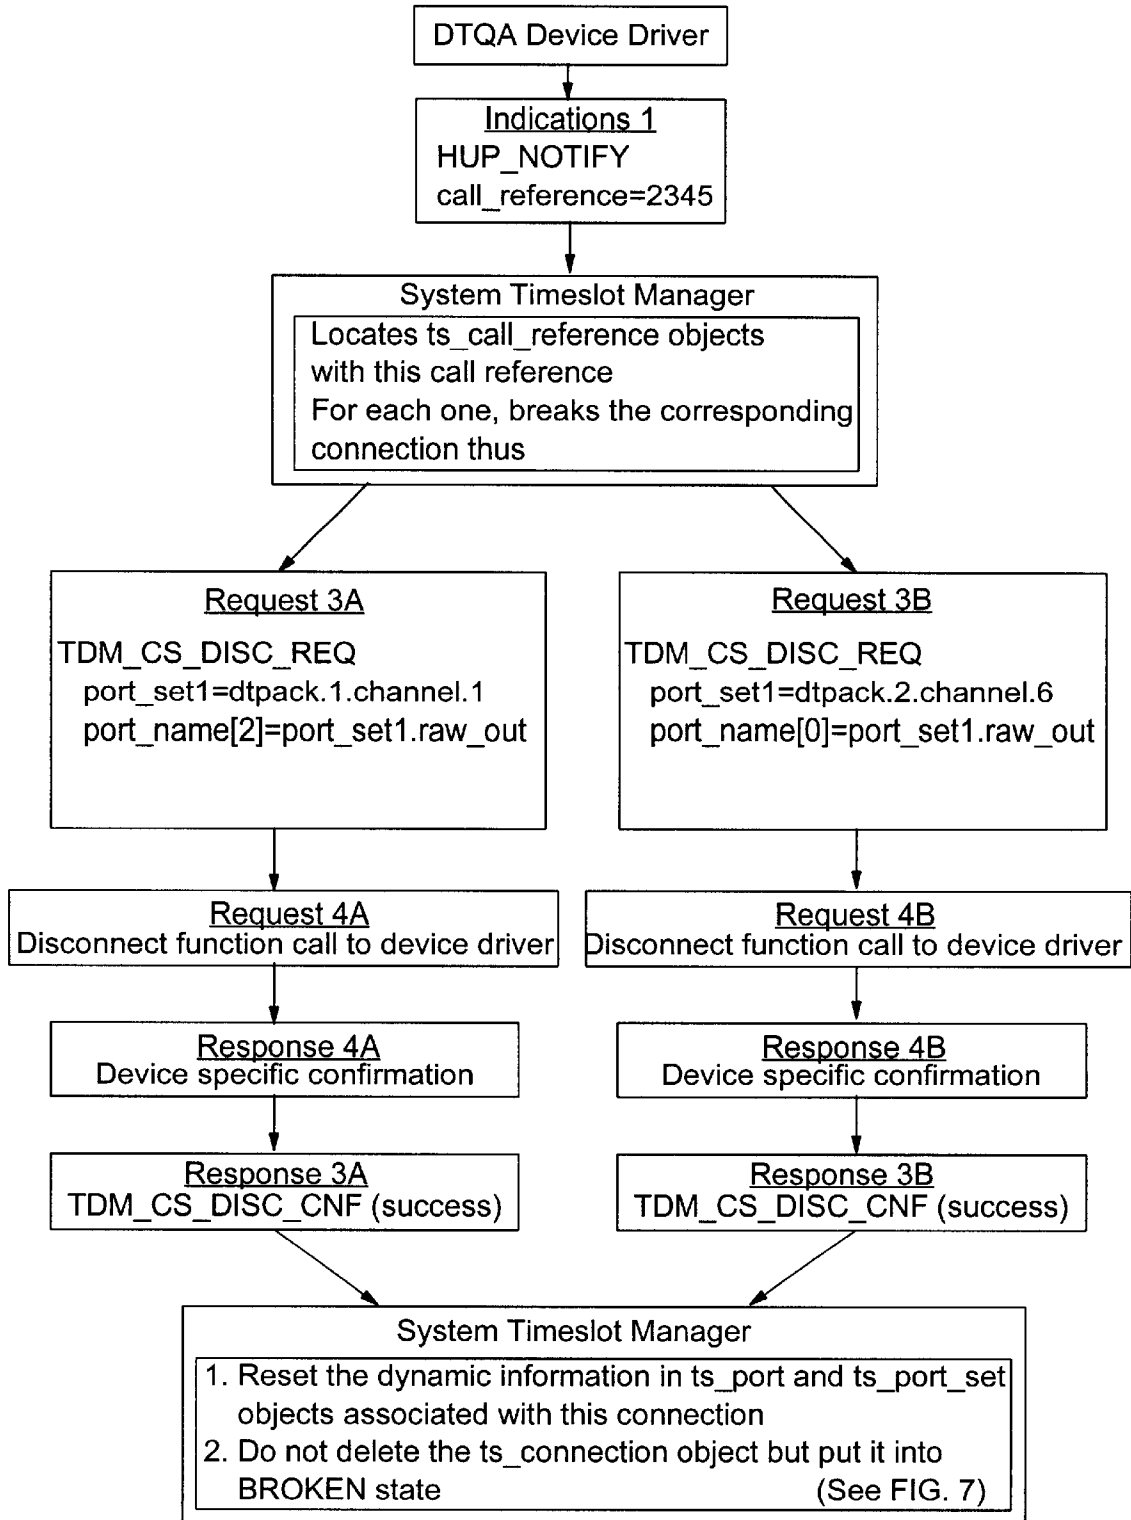 DTQA Device Driver
Indications 1
HUP_NOTIFY
call_reference=2345
System Timeslot Manager
Locates ts_call_reference objects
with this call reference
For each one, breaks the corresponding
connection thus
Request 3A
TDM_CS_DISC_REQ
port_set1=dtpack.1.channel.1
port_name[2]=port_set1.raw_out
Request 3B
TDM_CS_DISC_REQ
port_set1=dtpack.2.channel.6
port_name[0]=port_set1.raw_out
Request 4A
Disconnect function call to device driver
Request 4B
Disconnect function call to device driver
Response 4A
Device specific confirmation
Response 4B
Device specific confirmation
Response 3A
TDM_CS_DISC_CNF (success)
Response 3B
TDM_CS_DISC_CNF (success)
System Timeslot Manager
1. Reset the dynamic information in ts_port and ts_port_set
objects associated with this connection
2. Do not delete the ts_connection object but put it into
BROKEN state (See FIG. 7)